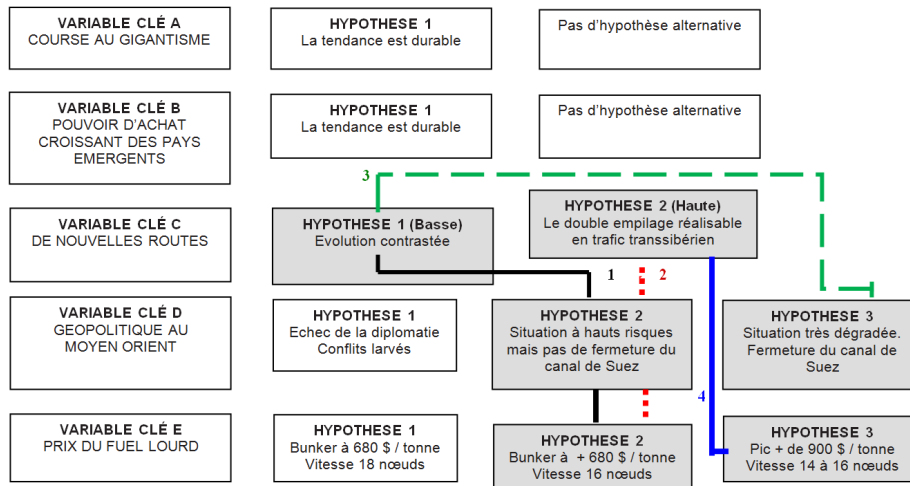 VARIABLE CLÉ A
COURSE AU GIGANTISME
HYPOTHESE 1
La tendance est durable
Pas d'hypothèse alternative
VARIABLE CLÉ B
POUVOIR D'ACHAT
CROISSANT DES PAYS
EMERGENTS
HYPOTHESE 1
La tendance est durable
Pas d'hypothèse alternative
3
VARIABLE CLÉ C
DE NOUVELLES ROUTES
HYPOTHESE 1 (Basse)
Evolution contrastée
HYPOTHESE 2 (Haute)
Le double empilage réalisable
en trafic transsibérien
1
2
VARIABLE CLÉ D
GEOPOLITIQUE AU
MOYEN ORIENT
HYPOTHESE 1
Echec de la diplomatie
Conflits larvés
HYPOTHESE 2
Situation à hauts risques
mais pas de fermeture du
canal de Suez
HYPOTHESE 3
Situation très dégradée.
Fermeture du canal de
Suez
4
VARIABLE CLÉ E
PRIX DU FUEL LOURD
HYPOTHESE 1
Bunker à 680 $ / tonne
Vitesse 18 nœuds
HYPOTHESE 2
Bunker à + 680 $ / tonne
Vitesse 16 nœuds
HYPOTHESE 3
Pic + de 900 $ / tonne
Vitesse 14 à 16 nœuds